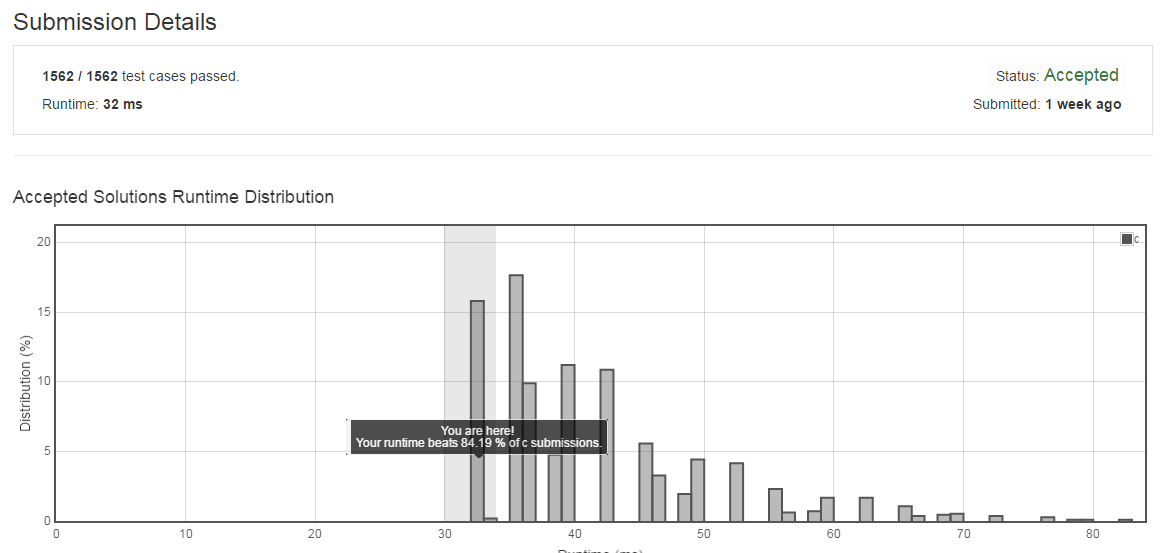 Submission Details
1562 / 1562 test cases passed.
Status: Accepted
Runtime: 32 ms
Submitted: 1 week ago
Accepted Solutions Runtime Distribution
c
20
15
10
5
0
Distribution (%)
You are here!
Your runtime beats 84.19 % of c submissions.
0 10 20 30 40 50 60 70 80
Runtime (ms)